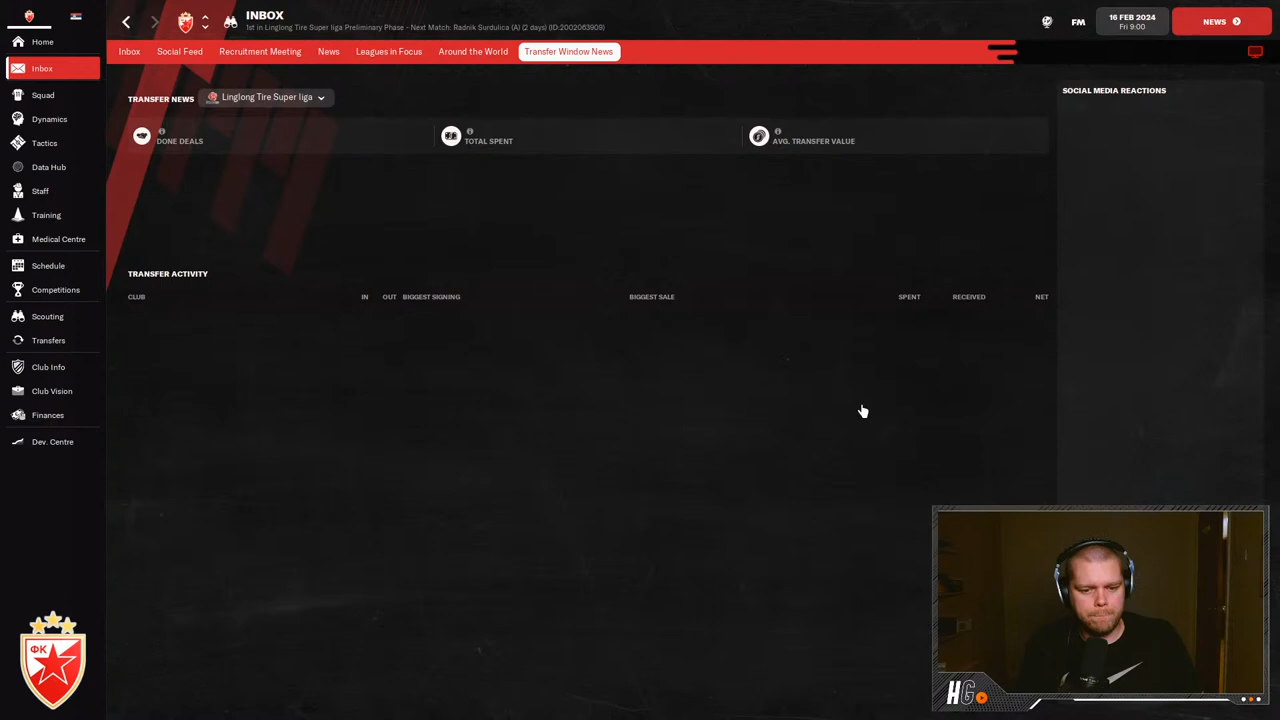 INBOX
1st in Linglong Tire Super liga Preliminary Phase - Next Match: Radnik Surdulica (A) (2 days) (ID:2002063909)
FM
16 FEB 2024
Fri 9:00
NEWS
Home
Inbox
Squad
Dynamics
Tactics
Data Hub
Staff
Training
Medical Centre
Schedule
Competitions
Scouting
Transfers
Club Info
Club Vision
Finances
Dev. Centre
Inbox Social Feed Recruitment Meeting News Leagues in Focus Around the World Transfer Window News
TRANSFER NEWS Linglong Tire Super liga
DONE DEALS TOTAL SPENT AVG. TRANSFER VALUE
SOCIAL MEDIA REACTIONS
TRANSFER ACTIVITY
CLUB IN OUT BIGGEST SIGNING BIGGEST SALE SPENT RECEIVED NET
ФК
HG